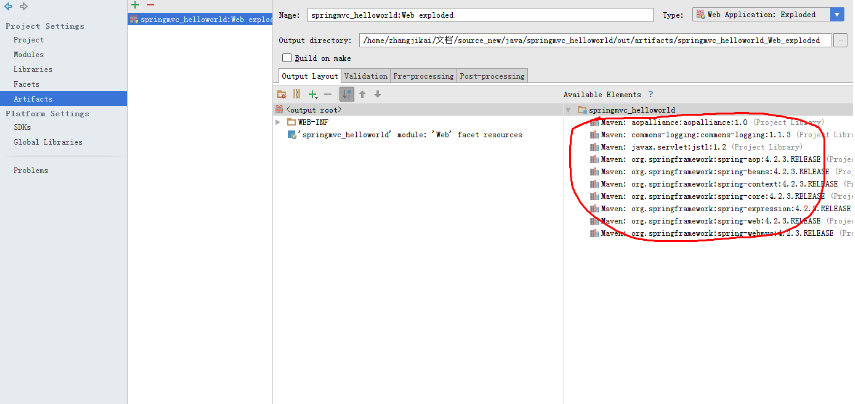 Project Settings
Project
Modules
Libraries
Facets
Artifacts
Platform Settings
SDKs
Global Libraries
Problems
springmvc_helloworld:Web explod
Name: springmvc_helloworld:Web exploded
Type: Web Application: Exploded
Output directory: /home/zhangjikai/文档/source_new/java/springmvc_helloworld/out/artifacts/springmvc_helloworld_Web_exploded
Build on make
Output Layout Validation Pre-processing Post-processing
Available Elements ?
<output root>
WEB-INF
'springmvc_helloworld' module: 'Web' facet resources
springmvc_helloworld
Maven: aopalliance:aopalliance:1.0 (Project Library)
Maven: commons-logging:commons-logging:1.1.3 (Project Library)
Maven: javax.servlet:jstl:1.2 (Project Library)
Maven: org.springframework:spring-aop:4.2.3.RELEASE (Project
Maven: org.springframework:spring-beans:4.2.3.RELEASE (Proj
Maven: org.springframework:spring-context:4.2.3.RELEASE (Pr
Maven: org.springframework:spring-core:4.2.3.RELEASE (Proje
Maven: org.springframework:spring-expression:4.2.3.RELEASE
Maven: org.springframework:spring-web:4.2.3.RELEASE (Projec
Maven: org.springframework:spring-webmvc:4.2.3.RELEASE (Pro